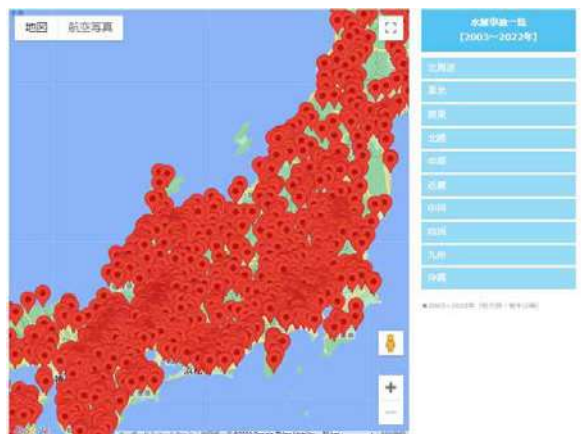 地図 航空写真
水難事故一覧
【2003～2022年】
北海道
東北
関東
北陸
中部
近畿
中国
四国
九州
沖縄